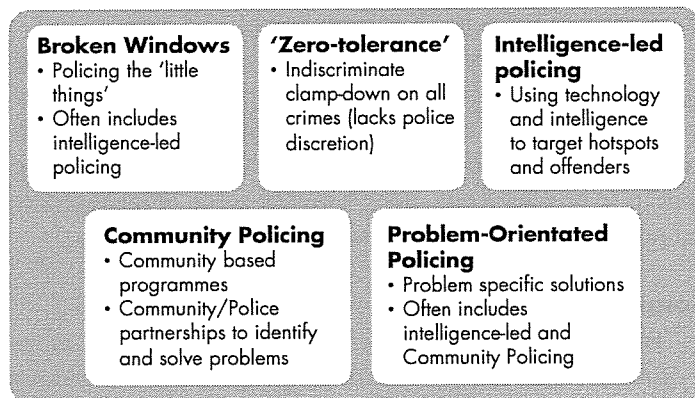 Broken Windows
• Policing the 'little
things'
• Often includes
intelligence-led
policing
'Zero-tolerance'
• Indiscriminate
clamp-down on all
crimes (lacks police
discretion)
Intelligence-led
policing
• Using technology
and intelligence
to target hotspots
and offenders
Community Policing
• Community based
programmes
• Community/Police
partnerships to identify
and solve problems
Problem-Orientated
Policing
• Problem specific solutions
• Often includes
intelligence-led and
Community Policing